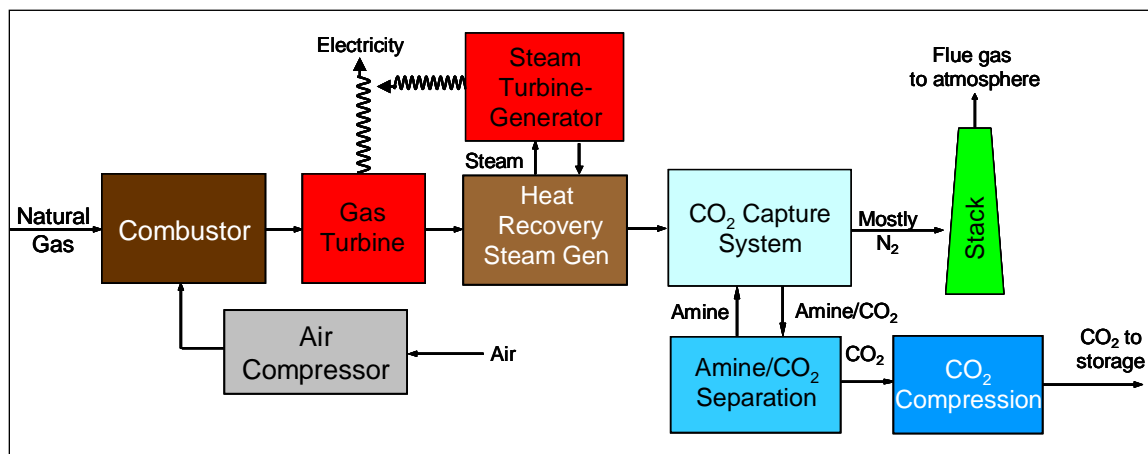 Electricity
Steam
Turbine-
Generator
Flue gas
to atmosphere
Steam
Natural
Gas
Combustor
Gas
Turbine
Heat
Recovery
Steam Gen
CO₂ Capture
System
Mostly
N₂
Stack
Air
Compressor
Air
Amine
Amine/CO₂
Amine/CO₂
Separation
CO₂
CO₂
Compression
CO₂ to
storage